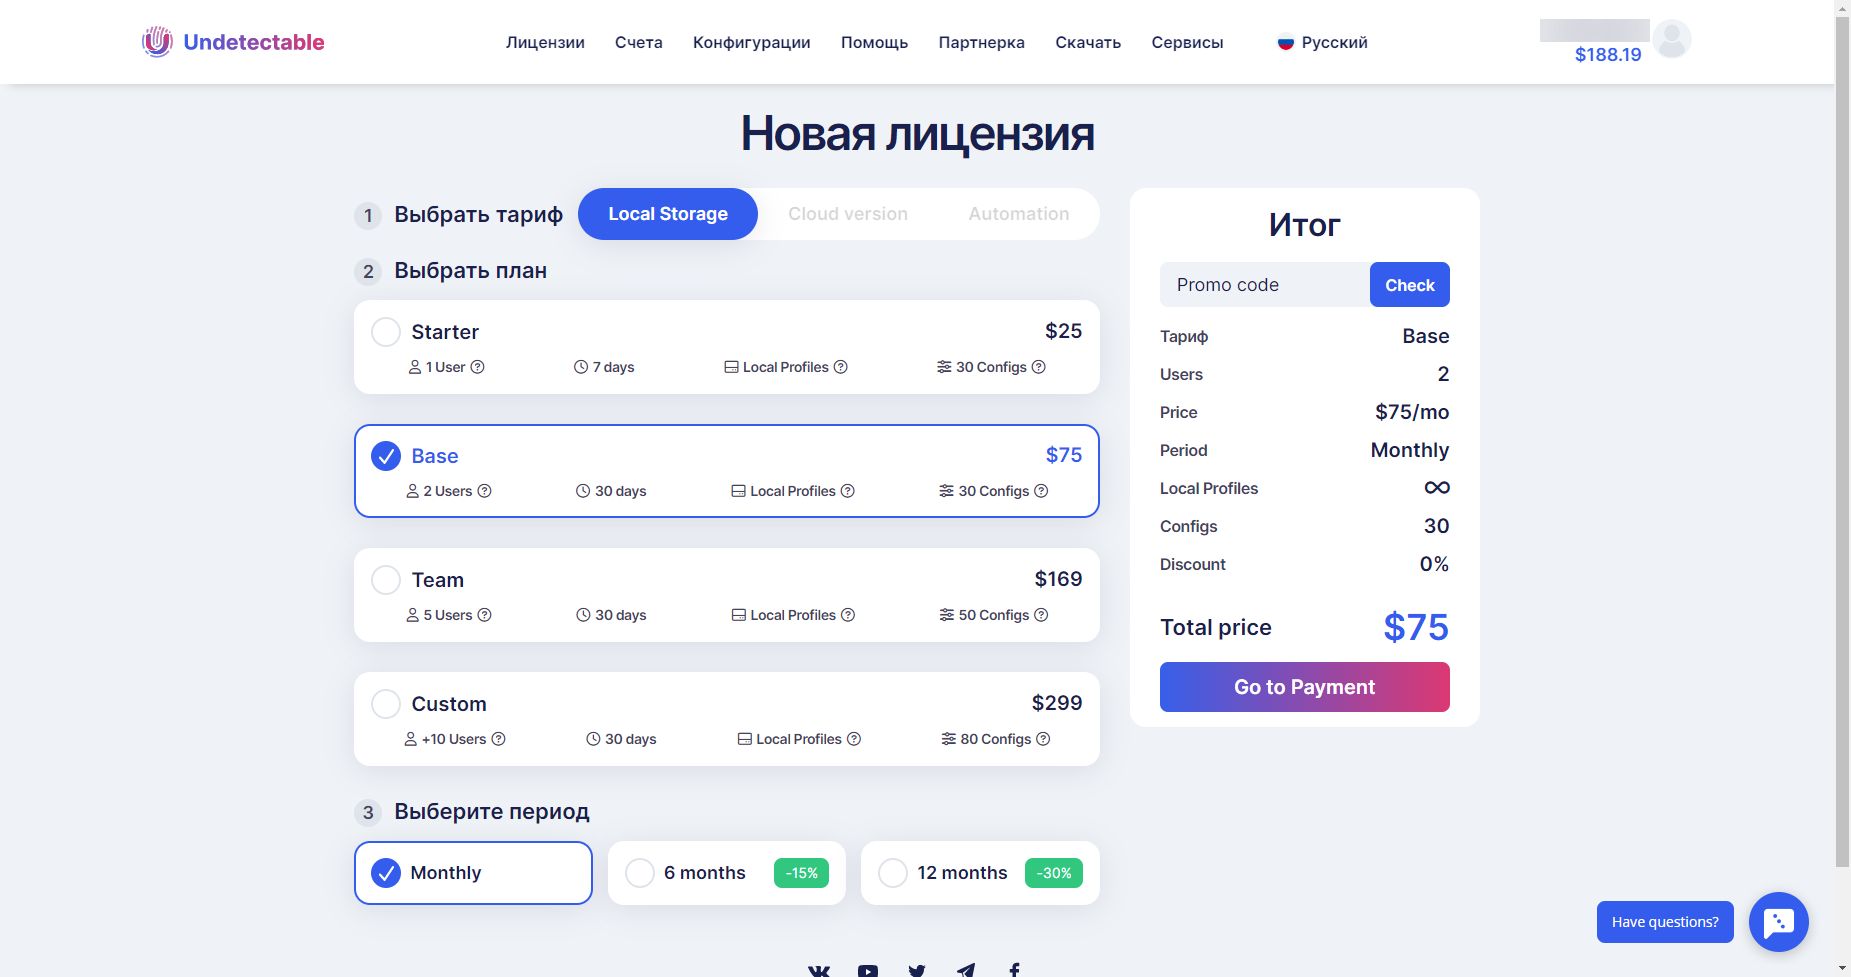 Undetectable
Лицензии Счета Конфигурации Помощь Партнерка Скачать Сервисы Русский
$188.19
Новая лицензия
1 Выбрать тариф Local Storage Cloud version Automation
2 Выбрать план
Starter $25
1 User 7 days Local Profiles 30 Configs
Base $75
2 Users 30 days Local Profiles 30 Configs
Team $169
5 Users 30 days Local Profiles 50 Configs
Custom $299
+10 Users 30 days Local Profiles 80 Configs
3 Выберите период
Monthly 6 months -15% 12 months -30%
Итог
Promo code Check
Тариф Base
Users 2
Price $75/mo
Period Monthly
Local Profiles ∞
Configs 30
Discount 0%
Total price $75
Go to Payment
Have questions?